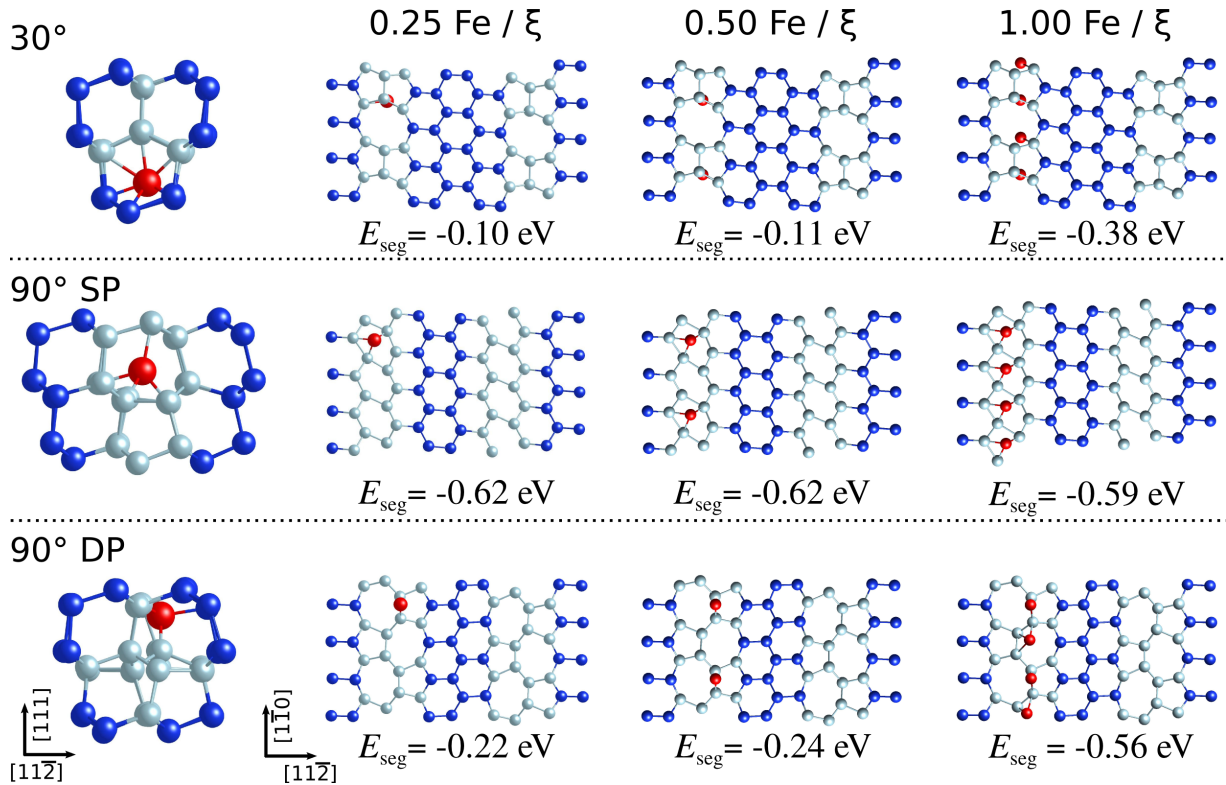 30°
0.25 Fe / ξ
0.50 Fe / ξ
1.00 Fe / ξ
Eseg= -0.10 eV
Eseg= -0.11 eV
Eseg= -0.38 eV
90° SP
Eseg= -0.62 eV
Eseg= -0.62 eV
Eseg= -0.59 eV
90° DP
[111]
[112̄]
[11̄0]
[112̄]
Eseg= -0.22 eV
Eseg= -0.24 eV
Eseg = -0.56 eV